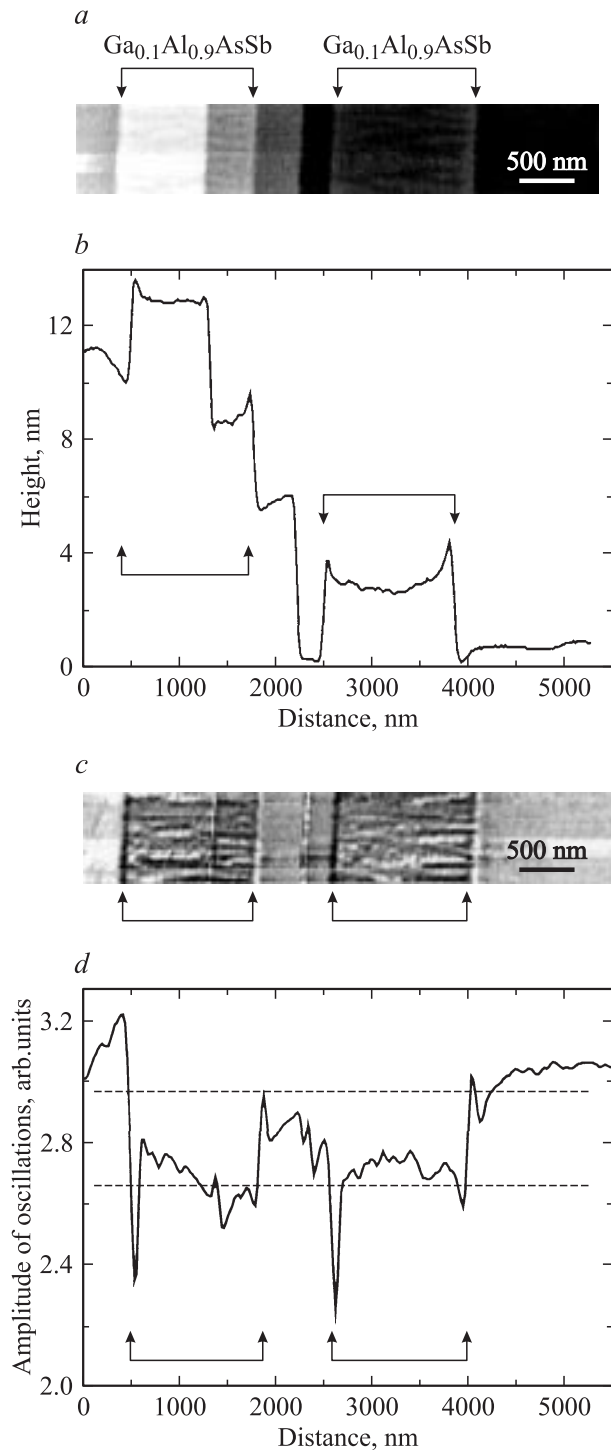 a
Ga0.1Al0.9AsSb Ga0.1Al0.9AsSb
500 nm
b
12
8
4
0
Height, nm
0 1000 2000 3000 4000 5000
Distance, nm
c
500 nm
d
3.2
2.8
2.4
2.0
Amplitude of oscillations, arb.units
0 1000 2000 3000 4000 5000
Distance, nm